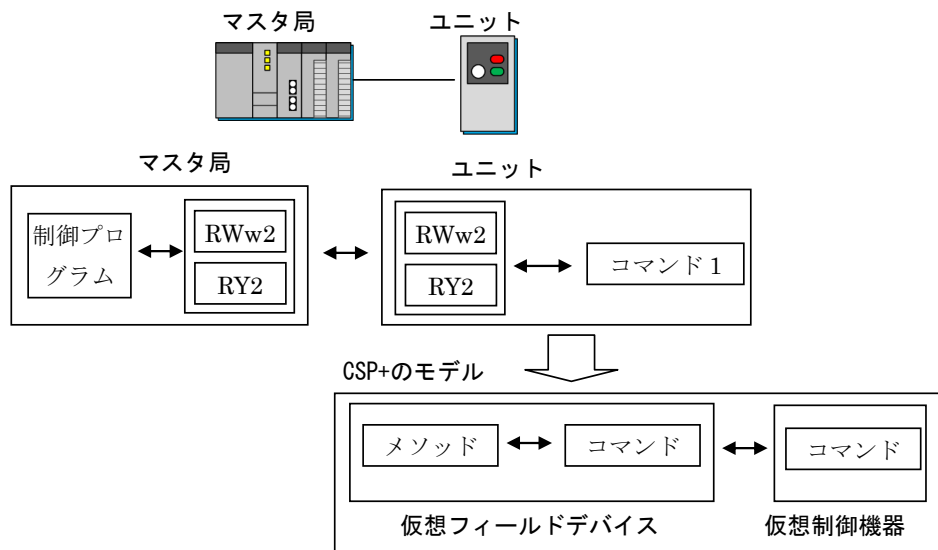 マスタ局
ユニット
マスタ局
ユニット
制御プロ
グラム
RWw2
RY2
RWw2
RY2
コマンド1
CSP+のモデル
メソッド
コマンド
コマンド
仮想フィールドデバイス
仮想制御機器